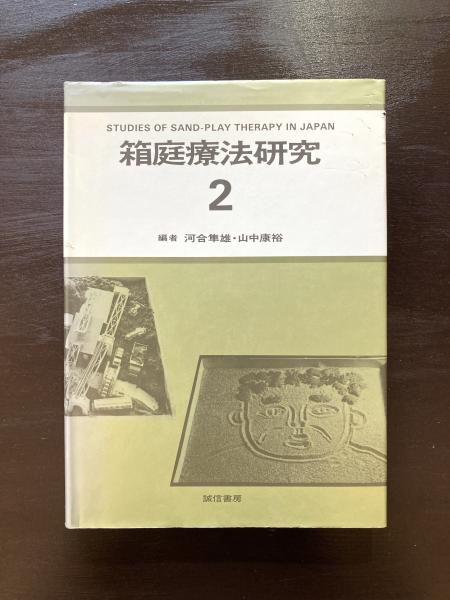 STUDIES OF SAND-PLAY THERAPY IN JAPAN
箱庭療法研究
2
編者 河合隼雄・山中康裕
誠信書房